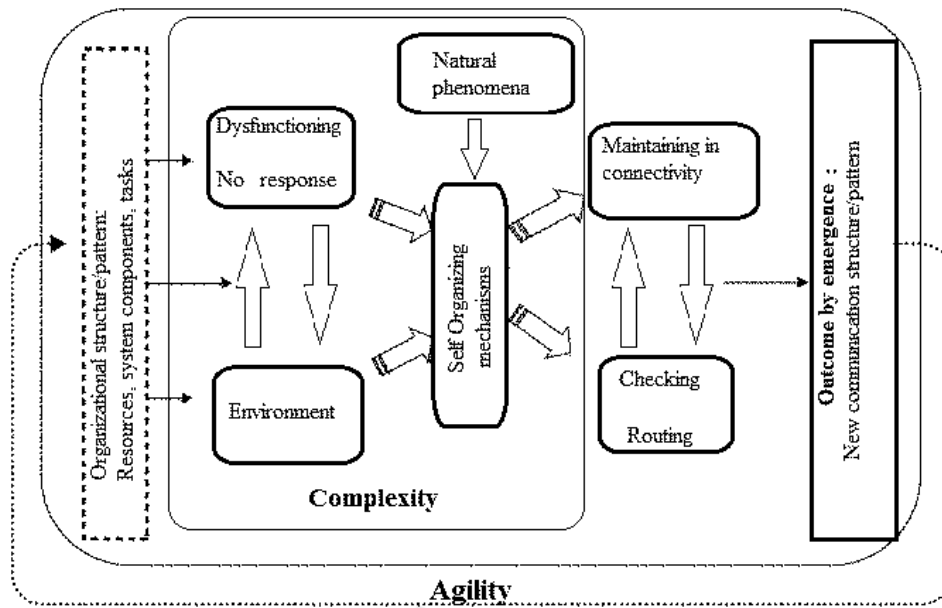 Organizational structure/pattern:
Resources, system components, tasks
Dysfunctioning
No response
Environment
Natural
phenomena
Self Organizing
mechanisms
Complexity
Maintaining in
connectivity
Checking
Routing
Outcome by emergence :
New communication structure/pattern
Agility